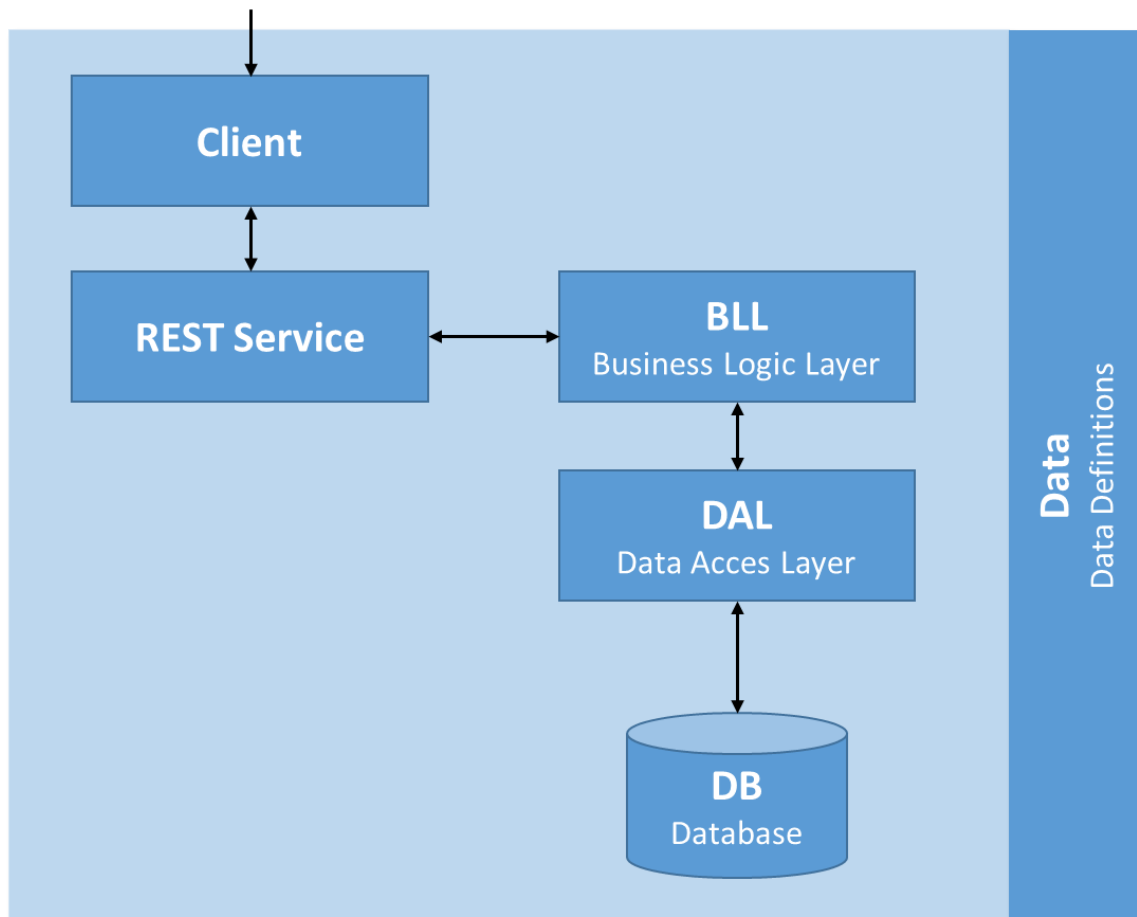 Client
REST Service
BLL
Business Logic Layer
DAL
Data Acces Layer
DB
Database
Data
Data Definitions